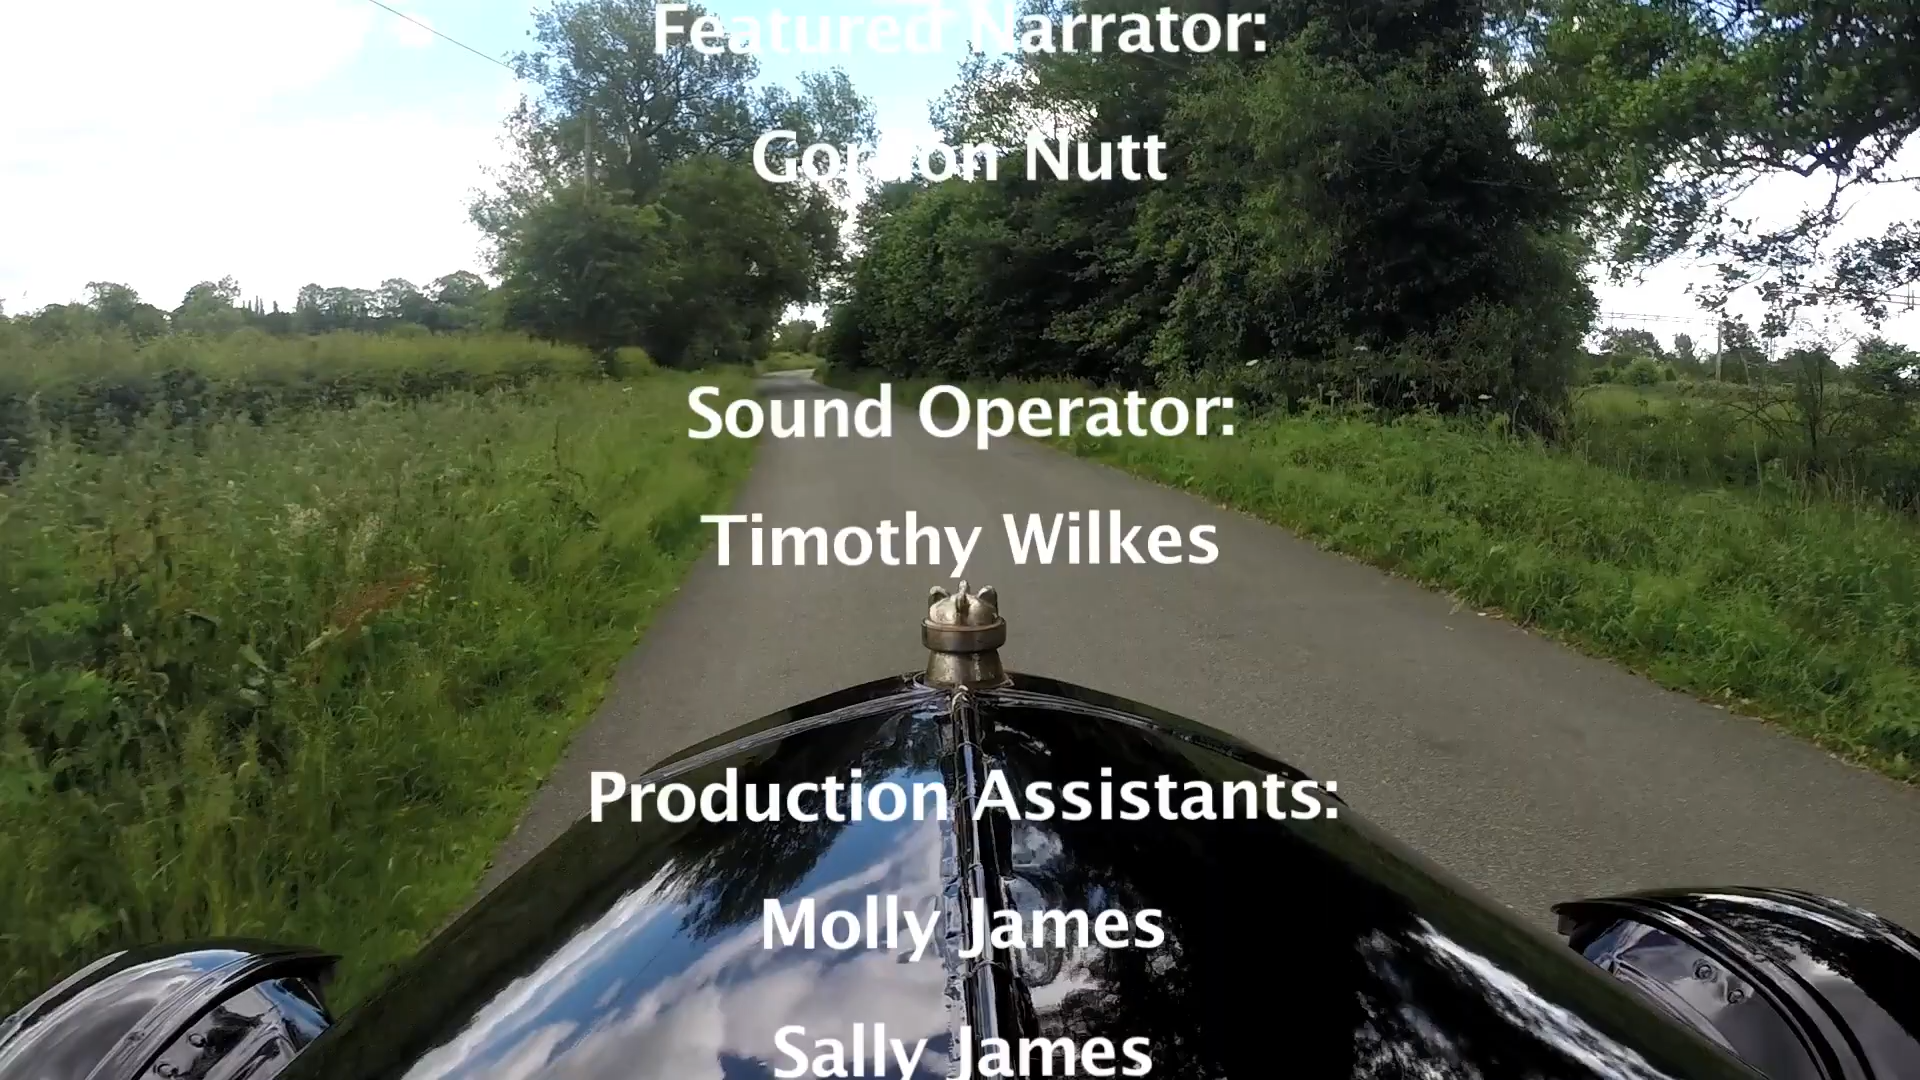 Featured Narrator:
Gordon Nutt
Sound Operator:
Timothy Wilkes
Production Assistants:
Molly James
Sally James